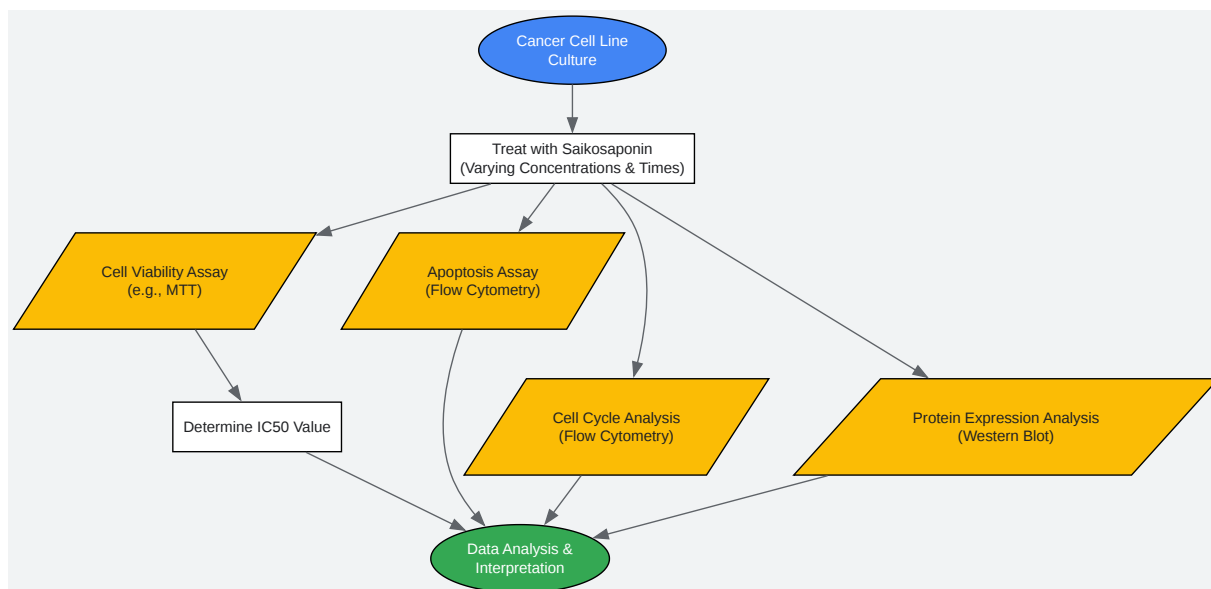 Cancer Cell Line
Culture
Treat with Saikosaponin
(Varying Concentrations & Times)
Cell Viability Assay
(e.g., MTT)
Apoptosis Assay
(Flow Cytometry)
Cell Cycle Analysis
(Flow Cytometry)
Protein Expression Analysis
(Western Blot)
Determine IC50 Value
Data Analysis &
Interpretation